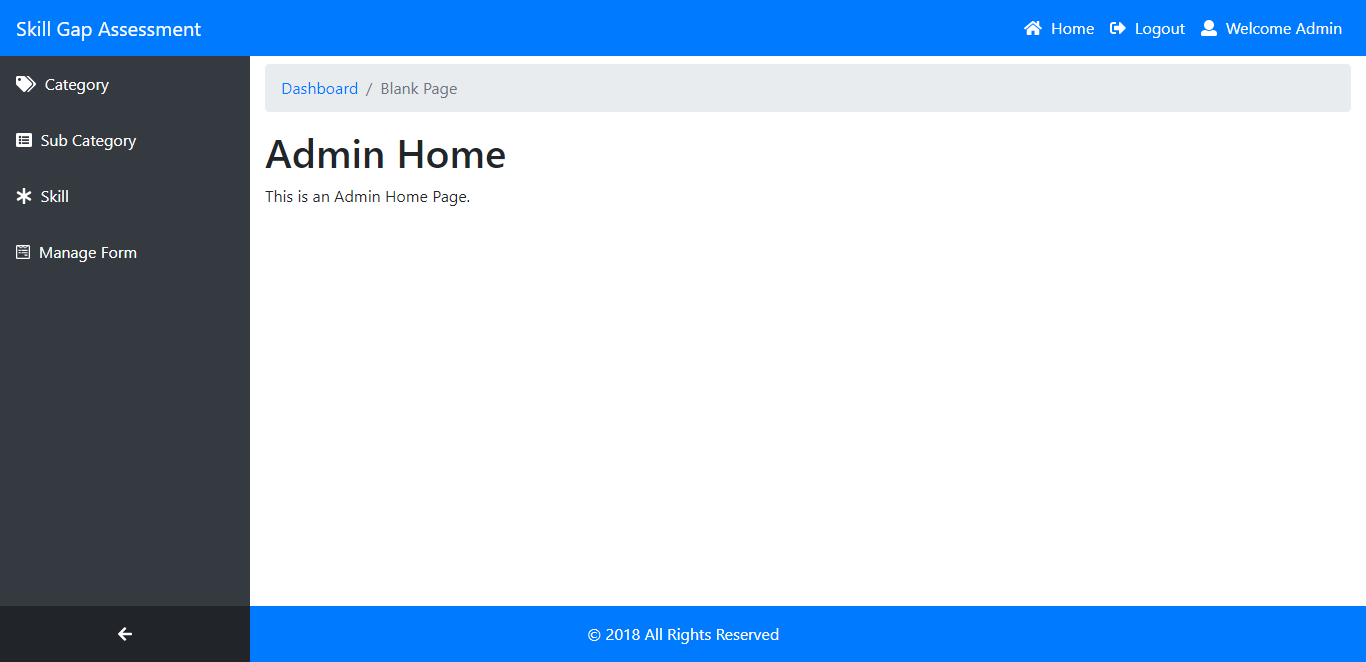 Skill Gap Assessment
Home Logout Welcome Admin
Category
Sub Category
Skill
Manage Form
Dashboard / Blank Page
Admin Home
This is an Admin Home Page.
© 2018 All Rights Reserved